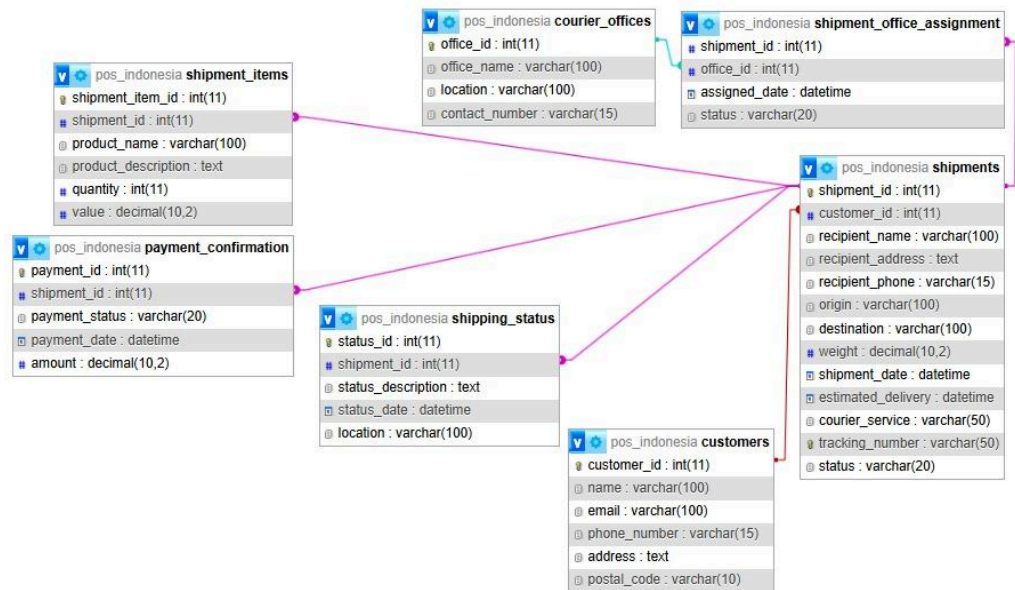 pos_indonesia courier_offices
office_id : int(11)
office_name : varchar(100)
location : varchar(100)
contact_number : varchar(15)
pos_indonesia shipment_office_assignment
shipment_id : int(11)
office_id : int(11)
assigned_date : datetime
status : varchar(20)
pos_indonesia shipment_items
shipment_item_id : int(11)
shipment_id : int(11)
product_name : varchar(100)
product_description : text
quantity : int(11)
value : decimal(10,2)
pos_indonesia shipments
shipment_id : int(11)
customer_id : int(11)
recipient_name : varchar(100)
recipient_address : text
recipient_phone : varchar(15)
origin : varchar(100)
destination : varchar(100)
weight : decimal(10,2)
shipment_date : datetime
estimated_delivery : datetime
courier_service : varchar(50)
tracking_number : varchar(50)
status : varchar(20)
pos_indonesia payment_confirmation
payment_id : int(11)
shipment_id : int(11)
payment_status : varchar(20)
payment_date : datetime
amount : decimal(10,2)
pos_indonesia shipping_status
status_id : int(11)
shipment_id : int(11)
status_description : text
status_date : datetime
location : varchar(100)
pos_indonesia customers
customer_id : int(11)
name : varchar(100)
email : varchar(100)
phone_number : varchar(15)
address : text
postal_code : varchar(10)